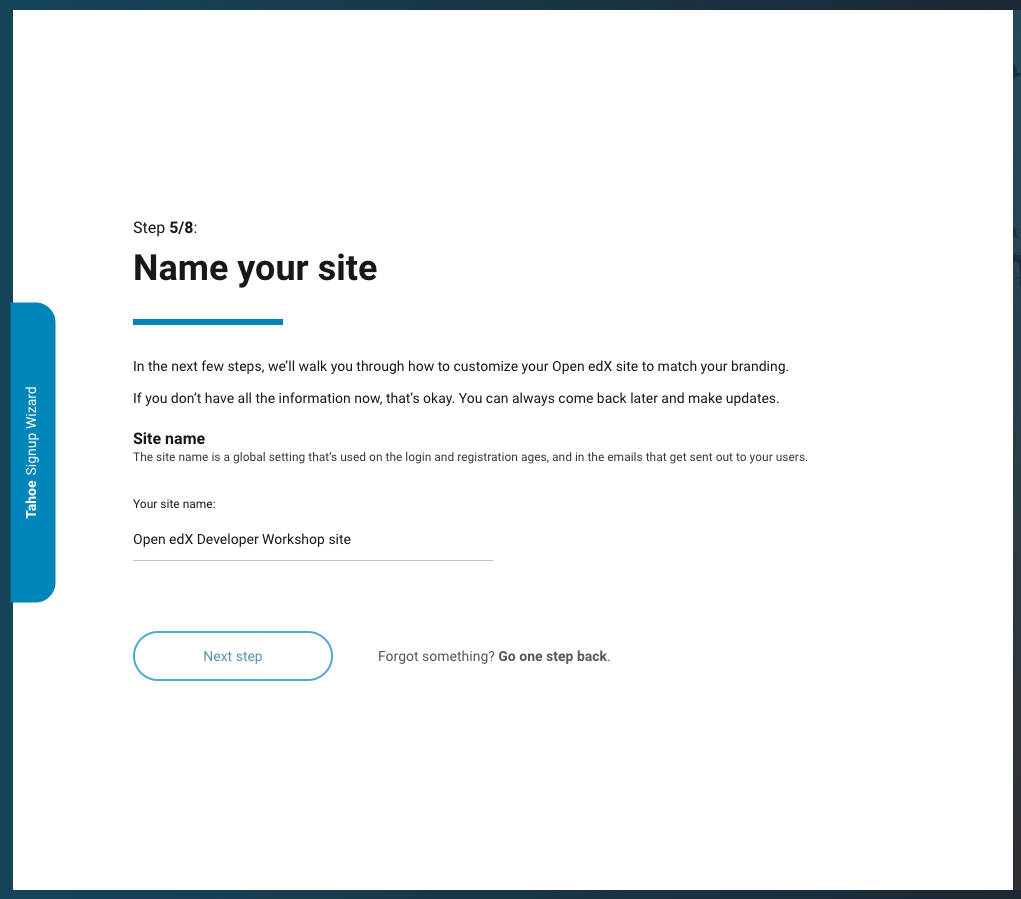 Step 5/8:
Name your site
In the next few steps, we’ll walk you through how to customize your Open edX site to match your branding.
If you don’t have all the information now, that’s okay. You can always come back later and make updates.
Site name
The site name is a global setting that’s used on the login and registration ages, and in the emails that get sent out to your users.
Your site name:
Open edX Developer Workshop site
Next step
Forgot something? Go one step back.
Tahoe Signup Wizard